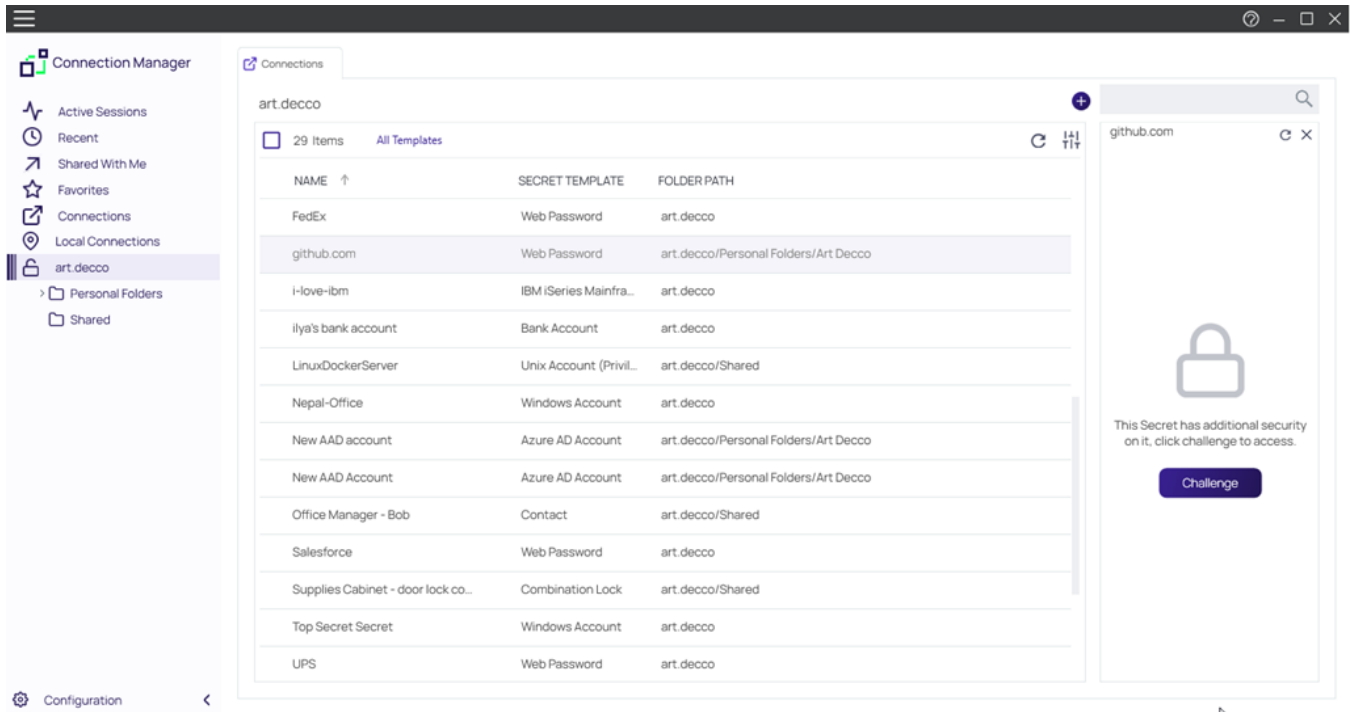 Connection Manager
Active Sessions
Recent
Shared With Me
Favorites
Connections
Local Connections
art.decco
Personal Folders
Shared
Configuration
Connections
art.decco
29 Items All Templates
NAME SECRET TEMPLATE FOLDER PATH
FedEx Web Password art.decco
github.com Web Password art.decco/Personal Folders/Art Decco
i-love-ibm IBM iSeries Mainfra... art.decco
ilya's bank account Bank Account art.decco
LinuxDockerServer Unix Account (Privil... art.decco/Shared
Nepal-Office Windows Account art.decco
New AAD account Azure AD Account art.decco/Personal Folders/Art Decco
New AAD Account Azure AD Account art.decco/Personal Folders/Art Decco
Office Manager - Bob Contact art.decco/Shared
Salesforce Web Password art.decco
Supplies Cabinet - door lock co... Combination Lock art.decco/Shared
Top Secret Secret Windows Account art.decco
UPS Web Password art.decco
github.com
This Secret has additional security
on it, click challenge to access.
Challenge